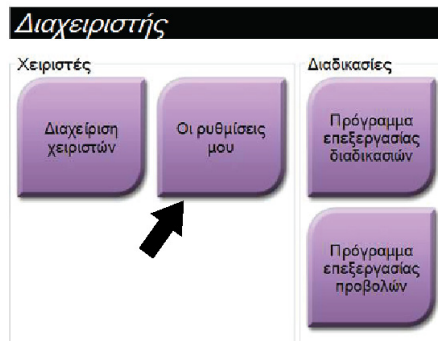 Διαχειριστής
Χειριστές
Διαχείριση
χειριστών
Οι ρυθμίσεις
μου
Διαδικασίες
Πρόγραμμα
επεξεργασίας
διαδικασιών
Πρόγραμμα
επεξεργασίας
προβολών